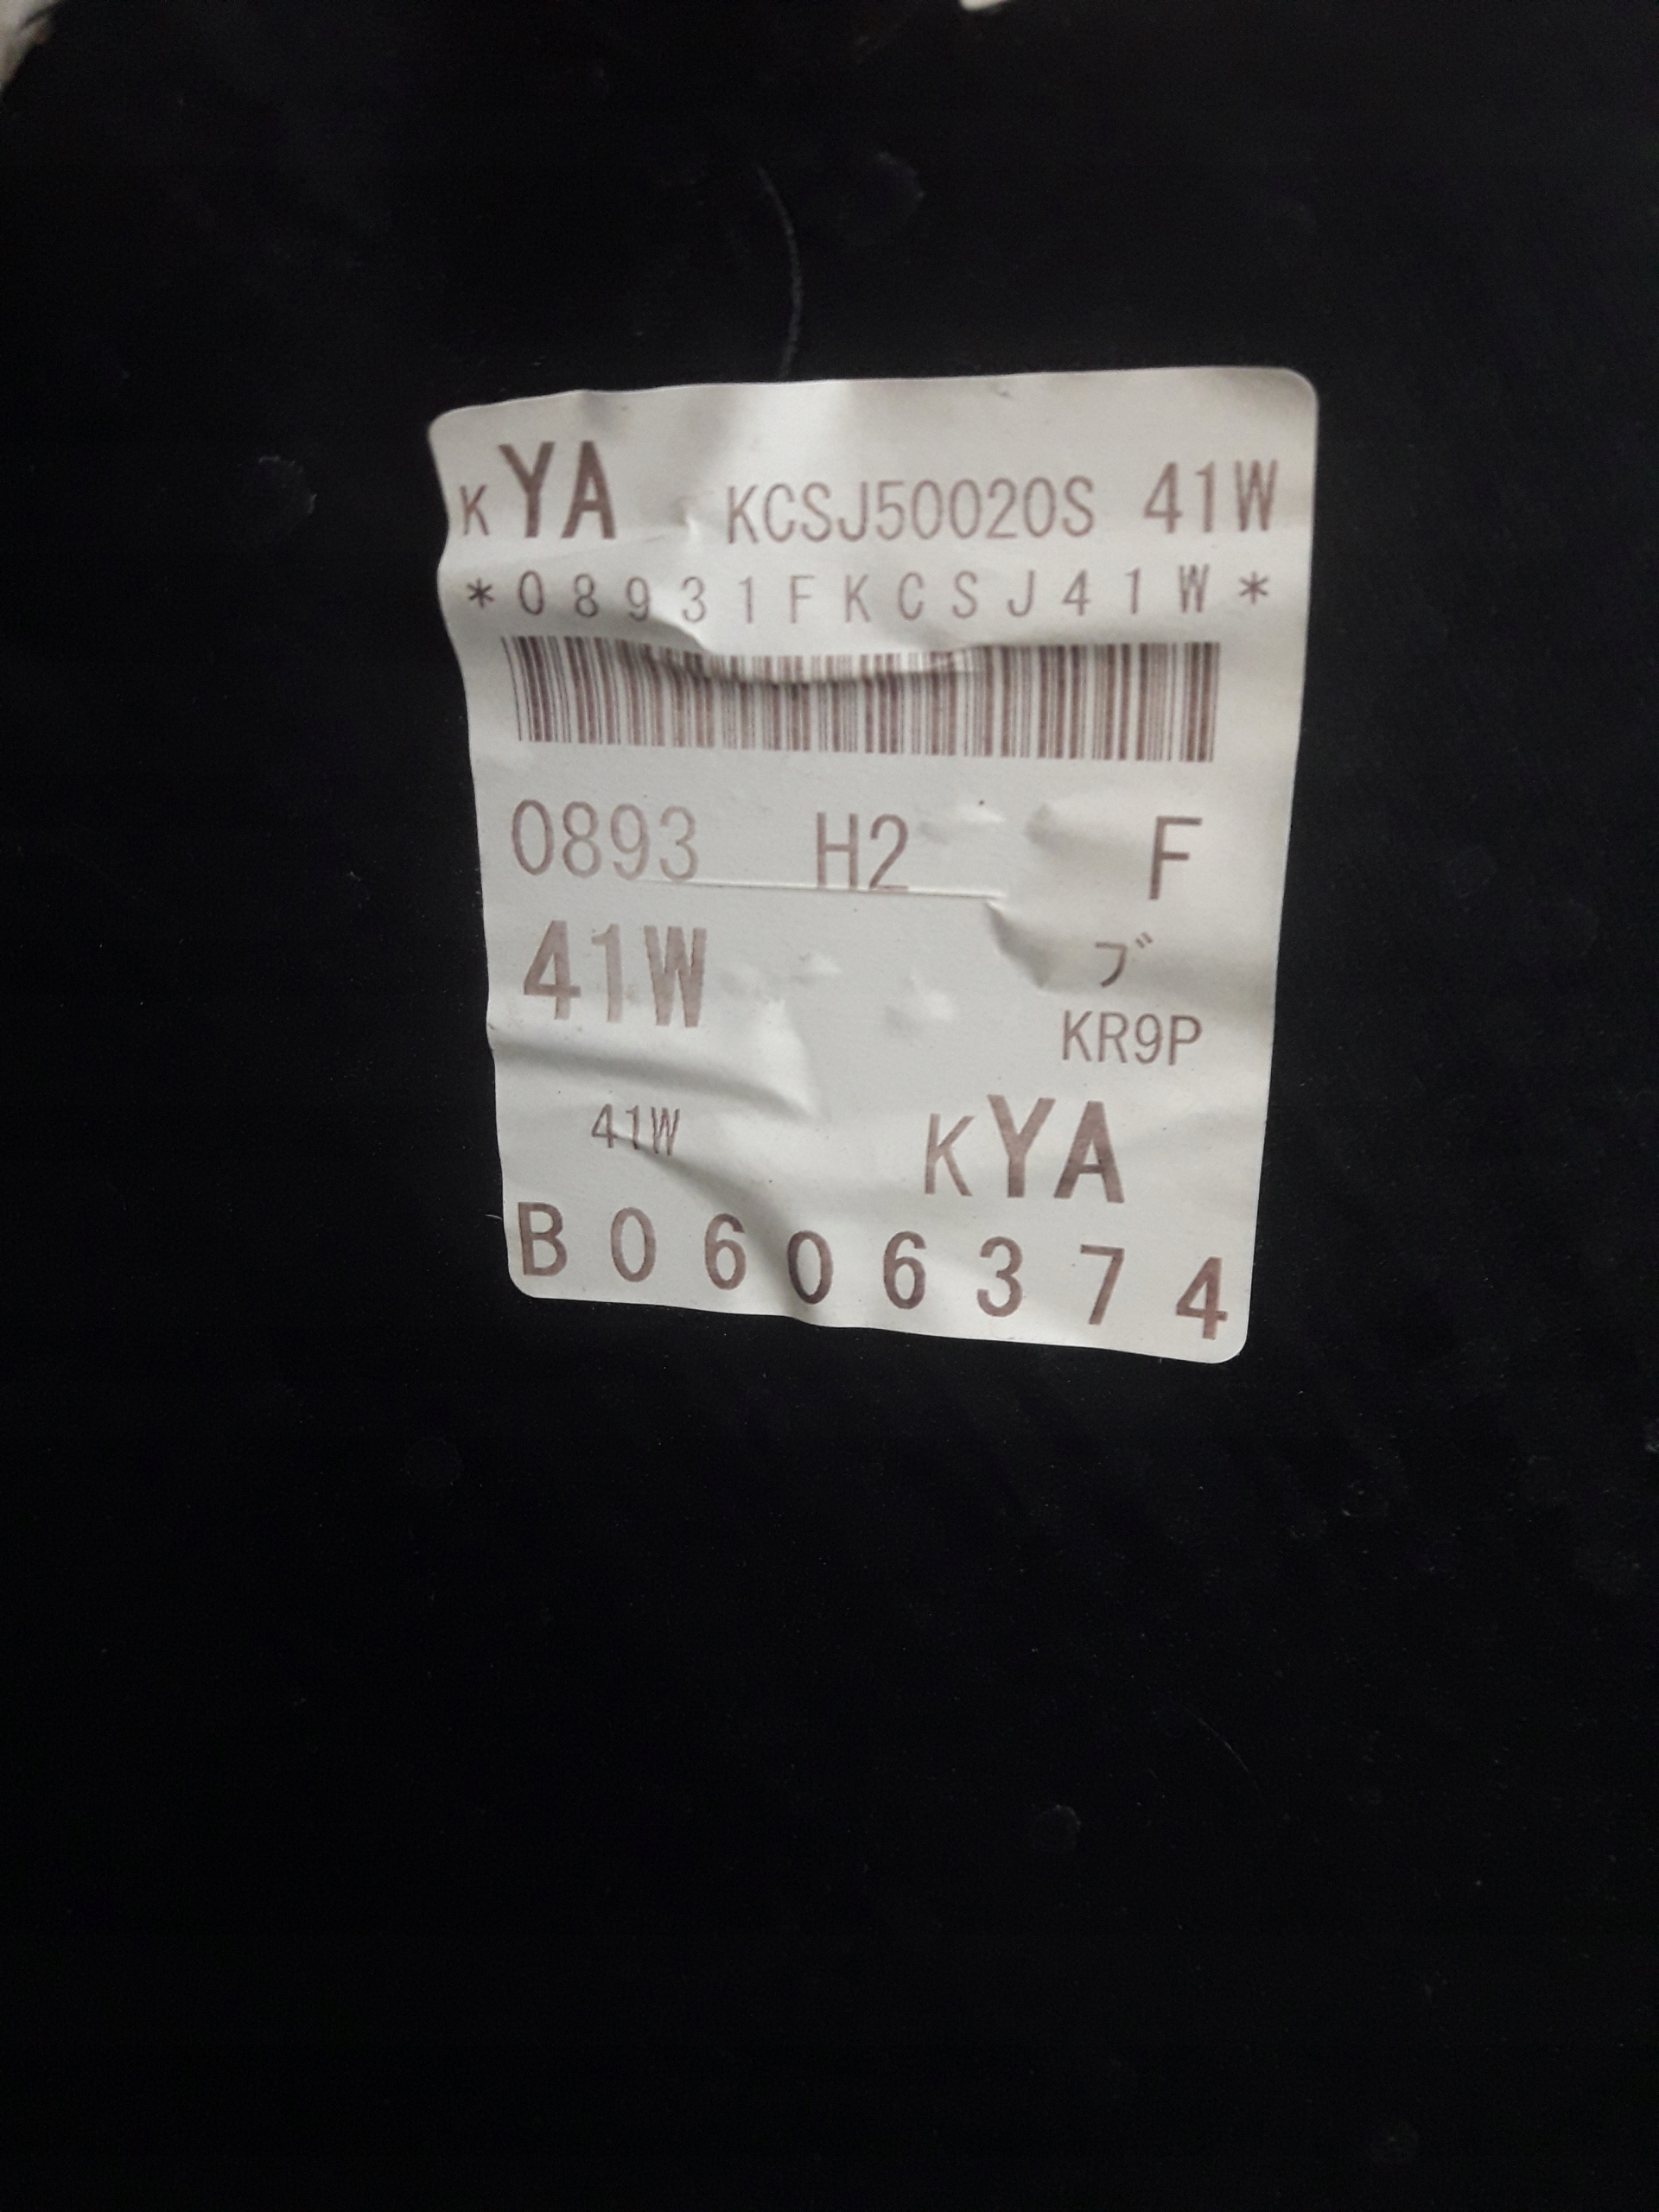 KYA KCSJ50020S 41W
*08931FKCSJ41W*
0893 H2 F
41W ブ
KR9P
41W KYA
B0606374